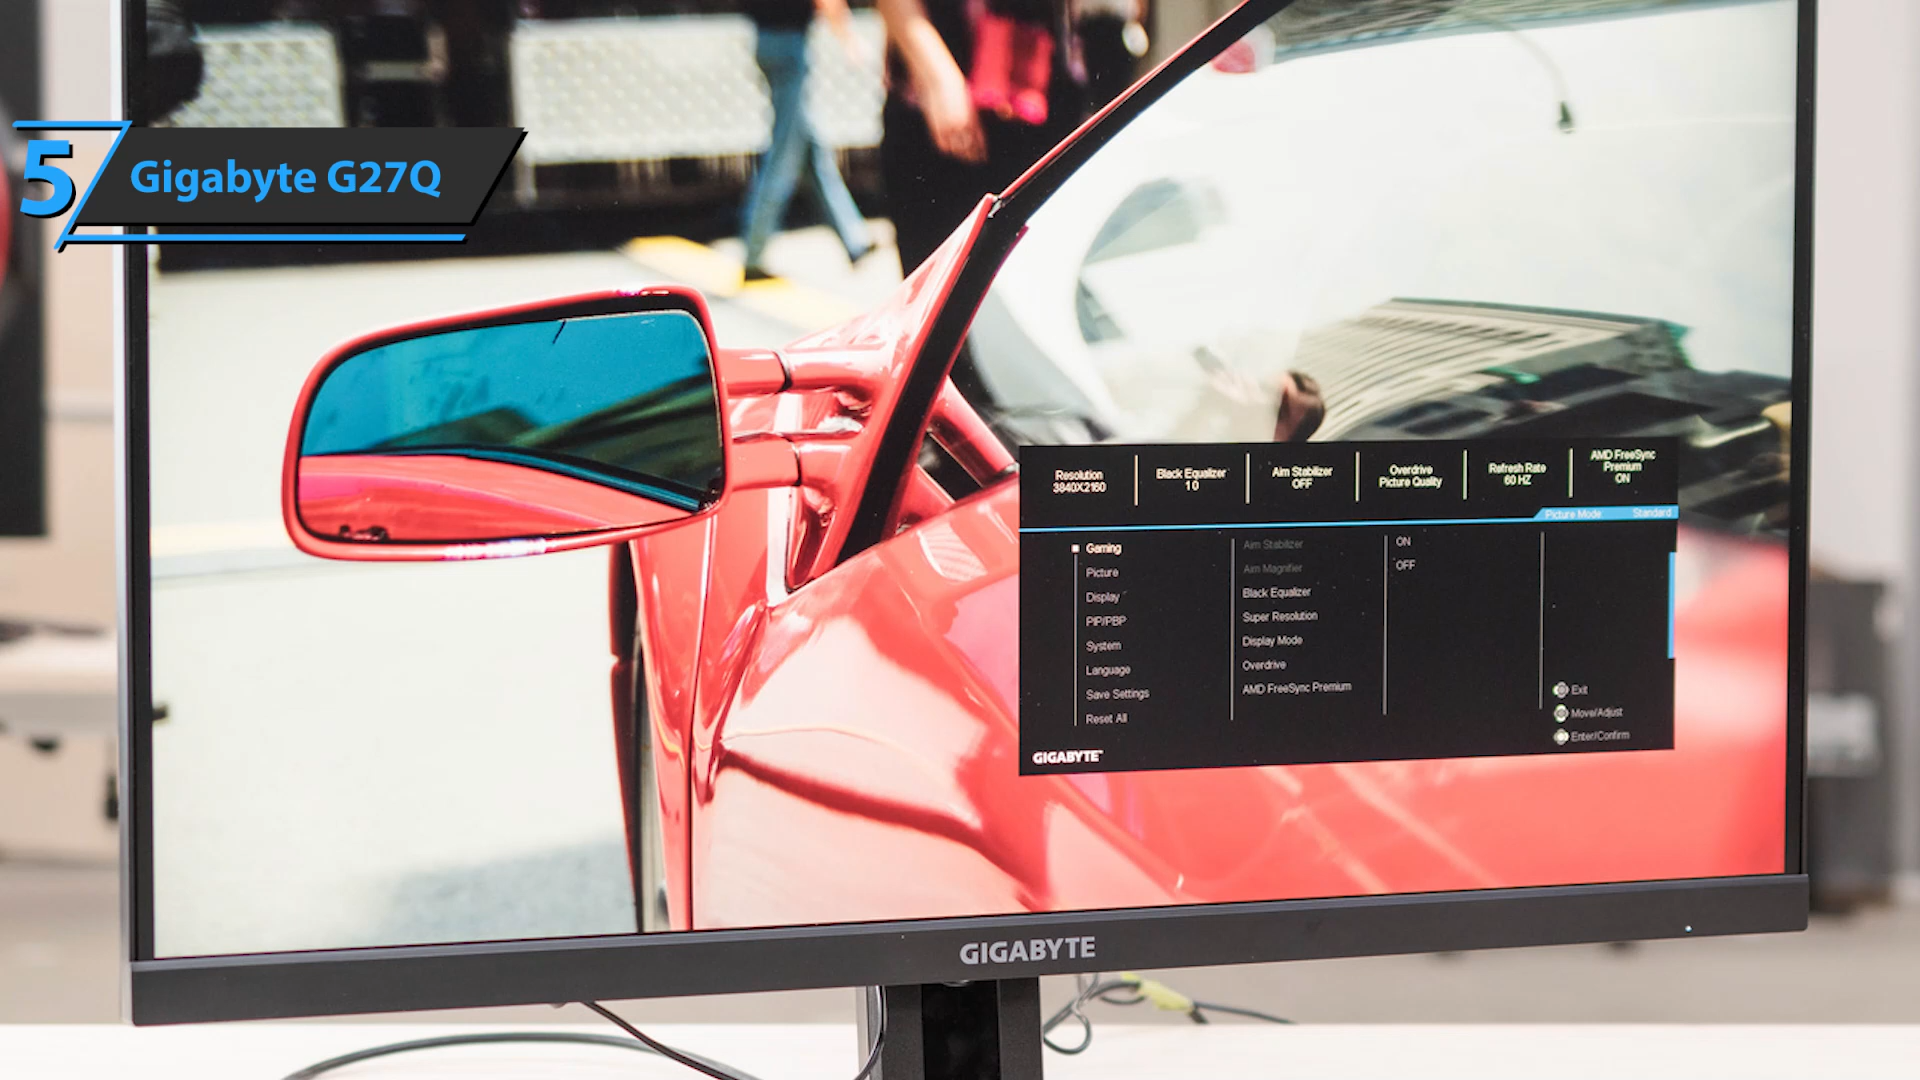 5
Gigabyte G27Q
Resolution
3840X2160
Black Equalizer
10
Aim Stabilizer
OFF
Overdrive
Picture Quality
Refresh Rate
60 HZ
AMD FreeSync
Premium
ON
Picture Mode Standard
Gaming
Picture
Display
PIP/PBP
System
Language
Save Settings
Reset All
Aim Stabilizer
Aim Magnifier
Black Equalizer
Super Resolution
Display Mode
Overdrive
AMD FreeSync Premium
ON
OFF
Exit
Move/Adjust
Enter/Confirm
GIGABYTE™
GIGABYTE